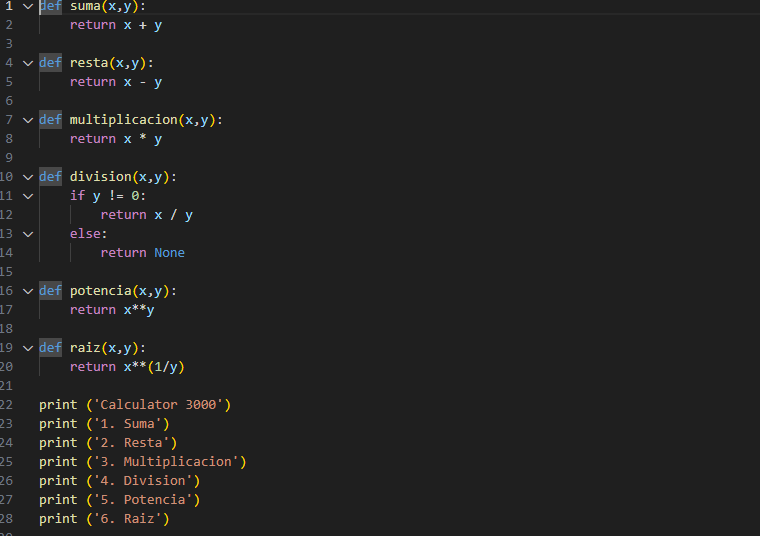 1 def suma(x,y):
2 return x + y
3
4 def resta(x,y):
5 return x - y
6
7 def multiplicacion(x,y):
8 return x * y
9
10 def division(x,y):
11 if y != 0:
12 return x / y
13 else:
14 return None
15
16 def potencia(x,y):
17 return x**y
18
19 def raiz(x,y):
20 return x**(1/y)
21
22 print ('Calculator 3000')
23 print ('1. Suma')
24 print ('2. Resta')
25 print ('3. Multiplicacion')
26 print ('4. Division')
27 print ('5. Potencia')
28 print ('6. Raiz')